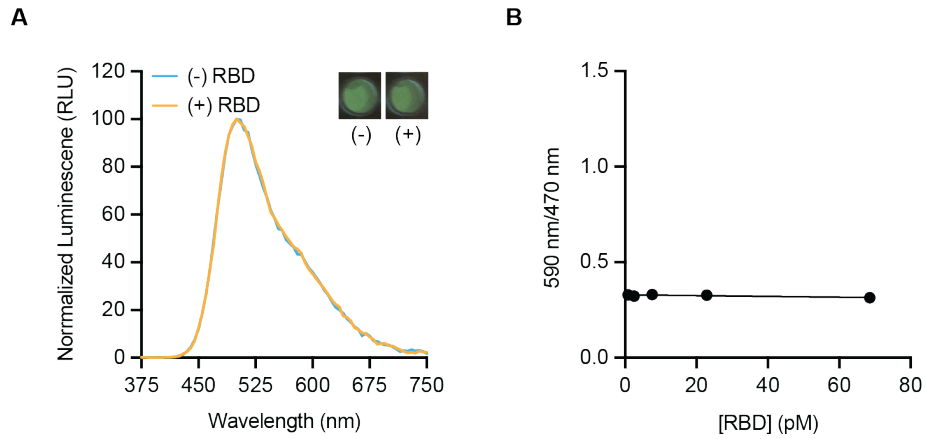 A
B
(-) RBD
(+) RBD
(-) (+)
Norrmalized Luminescene (RLU)
120
100
80
60
40
20
0
375 450 525 600 675 750
Wavelength (nm)
590 nm/470 nm
1.5
1.0
0.5
0.0
0 20 40 60 80
[RBD] (pM)